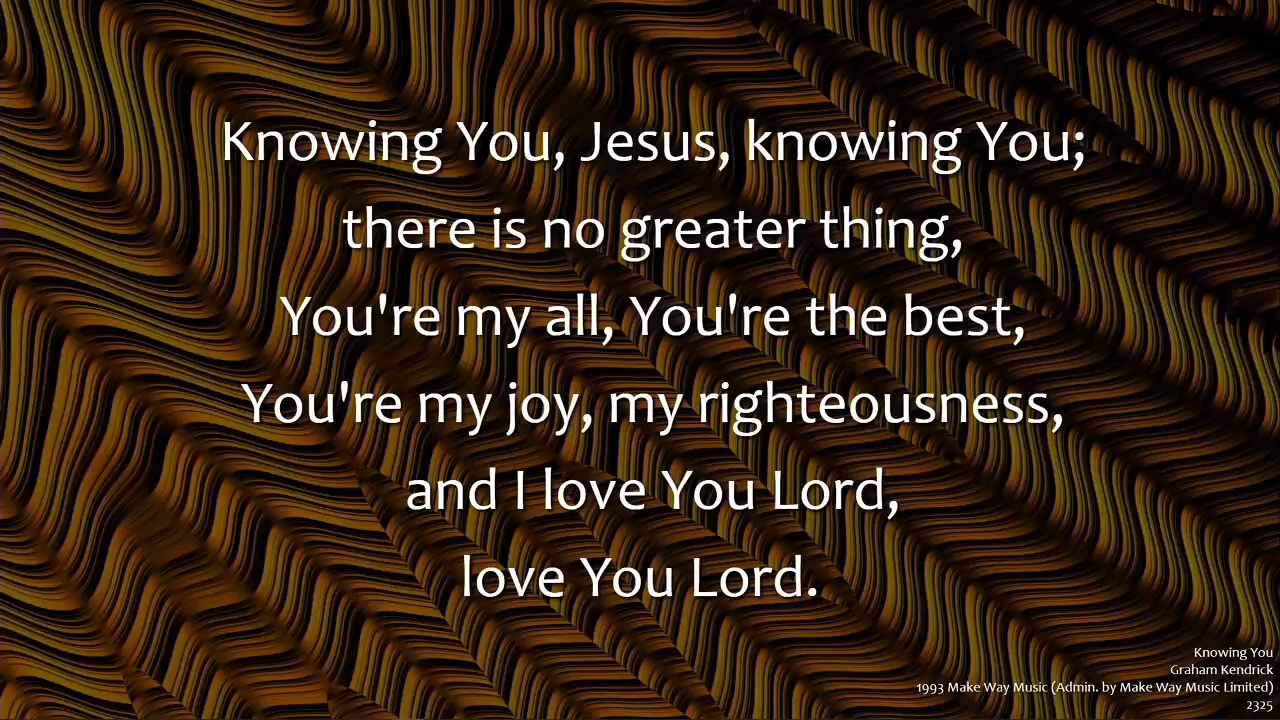 Knowing You, Jesus, knowing You;
there is no greater thing,
You're my all, You're the best,
You're my joy, my righteousness,
and I love You Lord,
love You Lord.
Knowing You
Graham Kendrick
1993 Make Way Music (Admin. by Make Way Music Limited)
2325